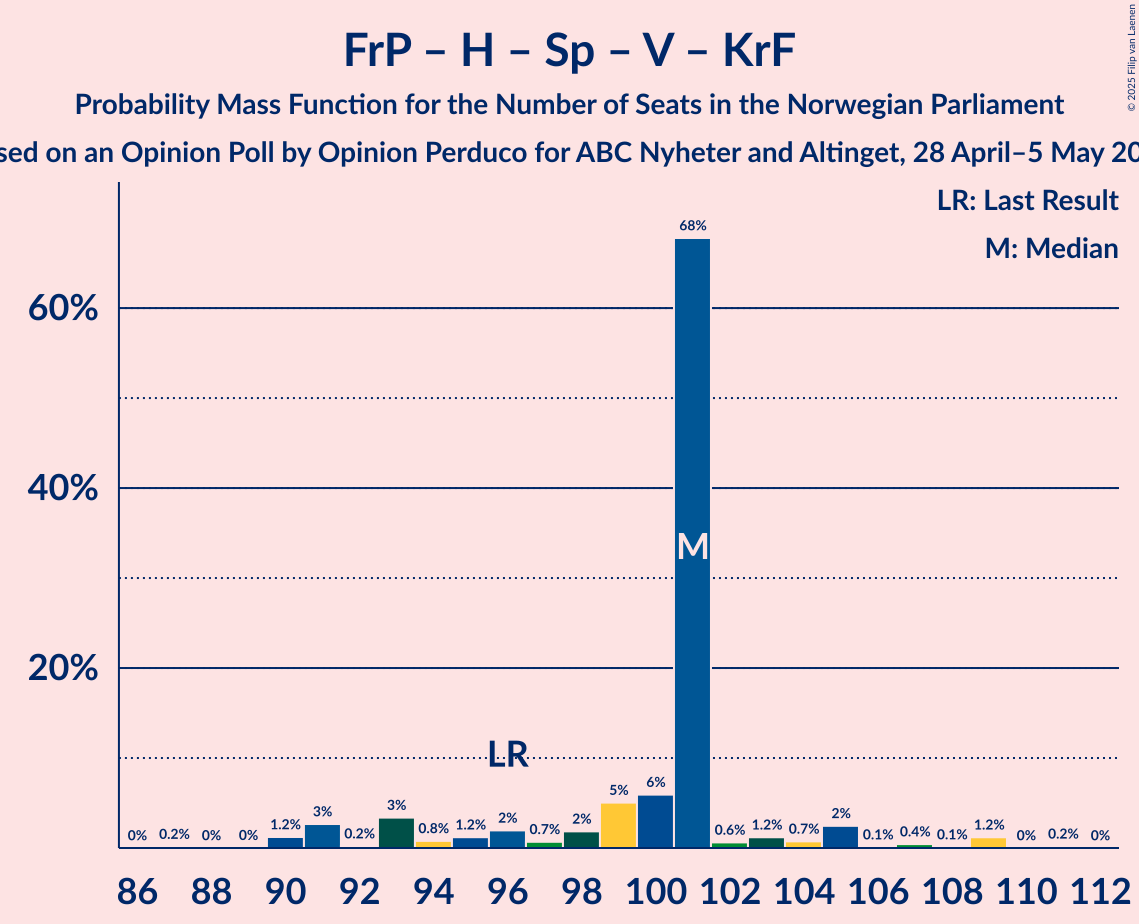 FrP – H – Sp – V – KrF
Probability Mass Function for the Number of Seats in the Norwegian Parliament
sed on an Opinion Poll by Opinion Perduco for ABC Nyheter and Altinget, 28 April–5 May 20
© 2025 Filip van Laenen
LR: Last Result
M: Median
68%
60%
M
40%
20%
LR
0% 0.2% 0% 0% 1.2% 3% 0.2% 3% 0.8% 1.2% 2% 0.7% 2% 5% 6% 0.6% 1.2% 0.7% 2% 0.1% 0.4% 0.1% 1.2% 0% 0.2% 0%
86 88 90 92 94 96 98 100 102 104 106 108 110 112